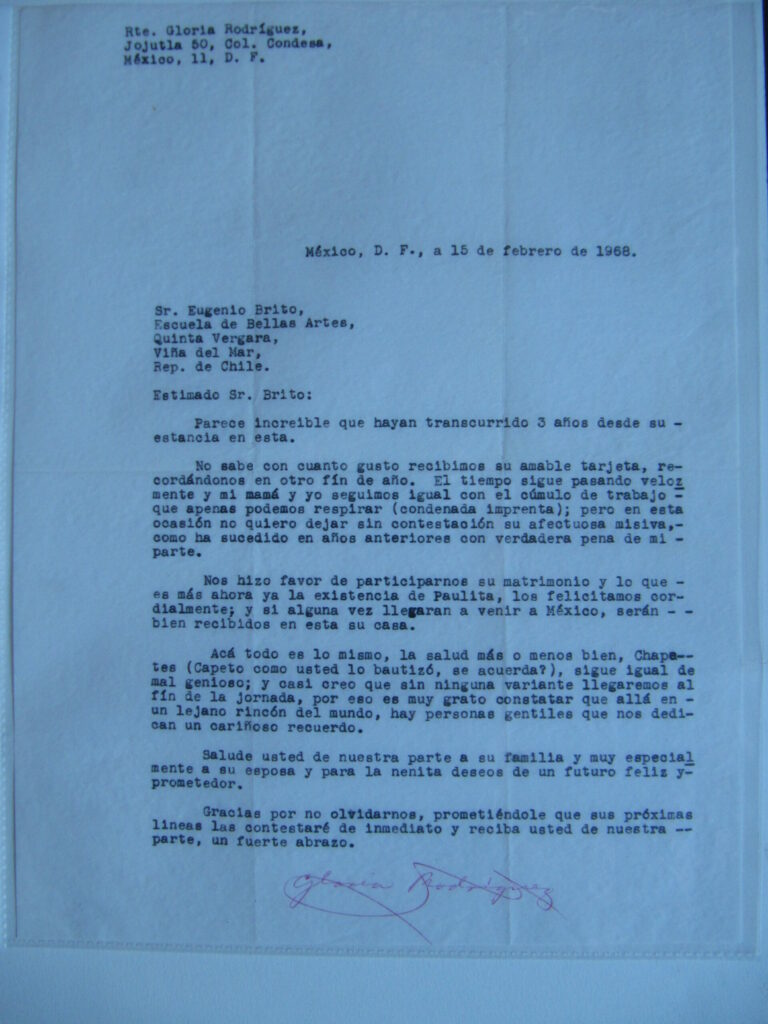 Rte. Gloria Rodríguez,
Jojutla 50, Col. Condesa,
México, 11, D. F.
México, D. F., a 15 de febrero de 1968.
Sr. Eugenio Brito,
Escuela de Bellas Artes,
Quinta Vergara,
Viña del Mar,
Rep. de Chile.
Estimado Sr. Brito:
Parece increible que hayan transcurrido 3 años desde su -
estancia en esta.
No sabe con cuanto gusto recibimos su amable tarjeta, re-
cordándonos en otro fín de año. El tiempo sigue pasando veloz
mente y mi mamá y yo seguimos igual con el cúmulo de trabajo -
que apenas podemos respirar (condenada imprenta); pero en esta
ocasión no quiero dejar sin contestación su afectuosa misiva,-
como ha sucedido en años anteriores con verdadera pena de mi -
parte.
Nos hizo favor de participarnos su matrimonio y lo que -
es más ahora ya la existencia de Paulita, los felicitamos cor-
dialmente; y si alguna vez llegaran a venir a México, serán - -
bien recibidos en esta su casa.
Acá todo es lo mismo, la salud más o menos bien, Chapa--
tes (Capeto como usted lo bautizó, se acuerda?), sigue igual de
mal genioso; y casi creo que sin ninguna variante llegaremos al
fín de la jornada, por eso es muy grato constatar que allá en -
un lejano rincón del mundo, hay personas gentiles que nos dedi-
can un cariñoso recuerdo.
Salude usted de nuestra parte a su familia y muy especial
mente a su esposa y para la nenita deseos de un futuro feliz y-
prometedor.
Gracias por no olvidarnos, prometiéndole que sus próximas
lineas las contestaré de inmediato y reciba usted de nuestra --
parte, un fuerte abrazo.
Gloria Rodríguez